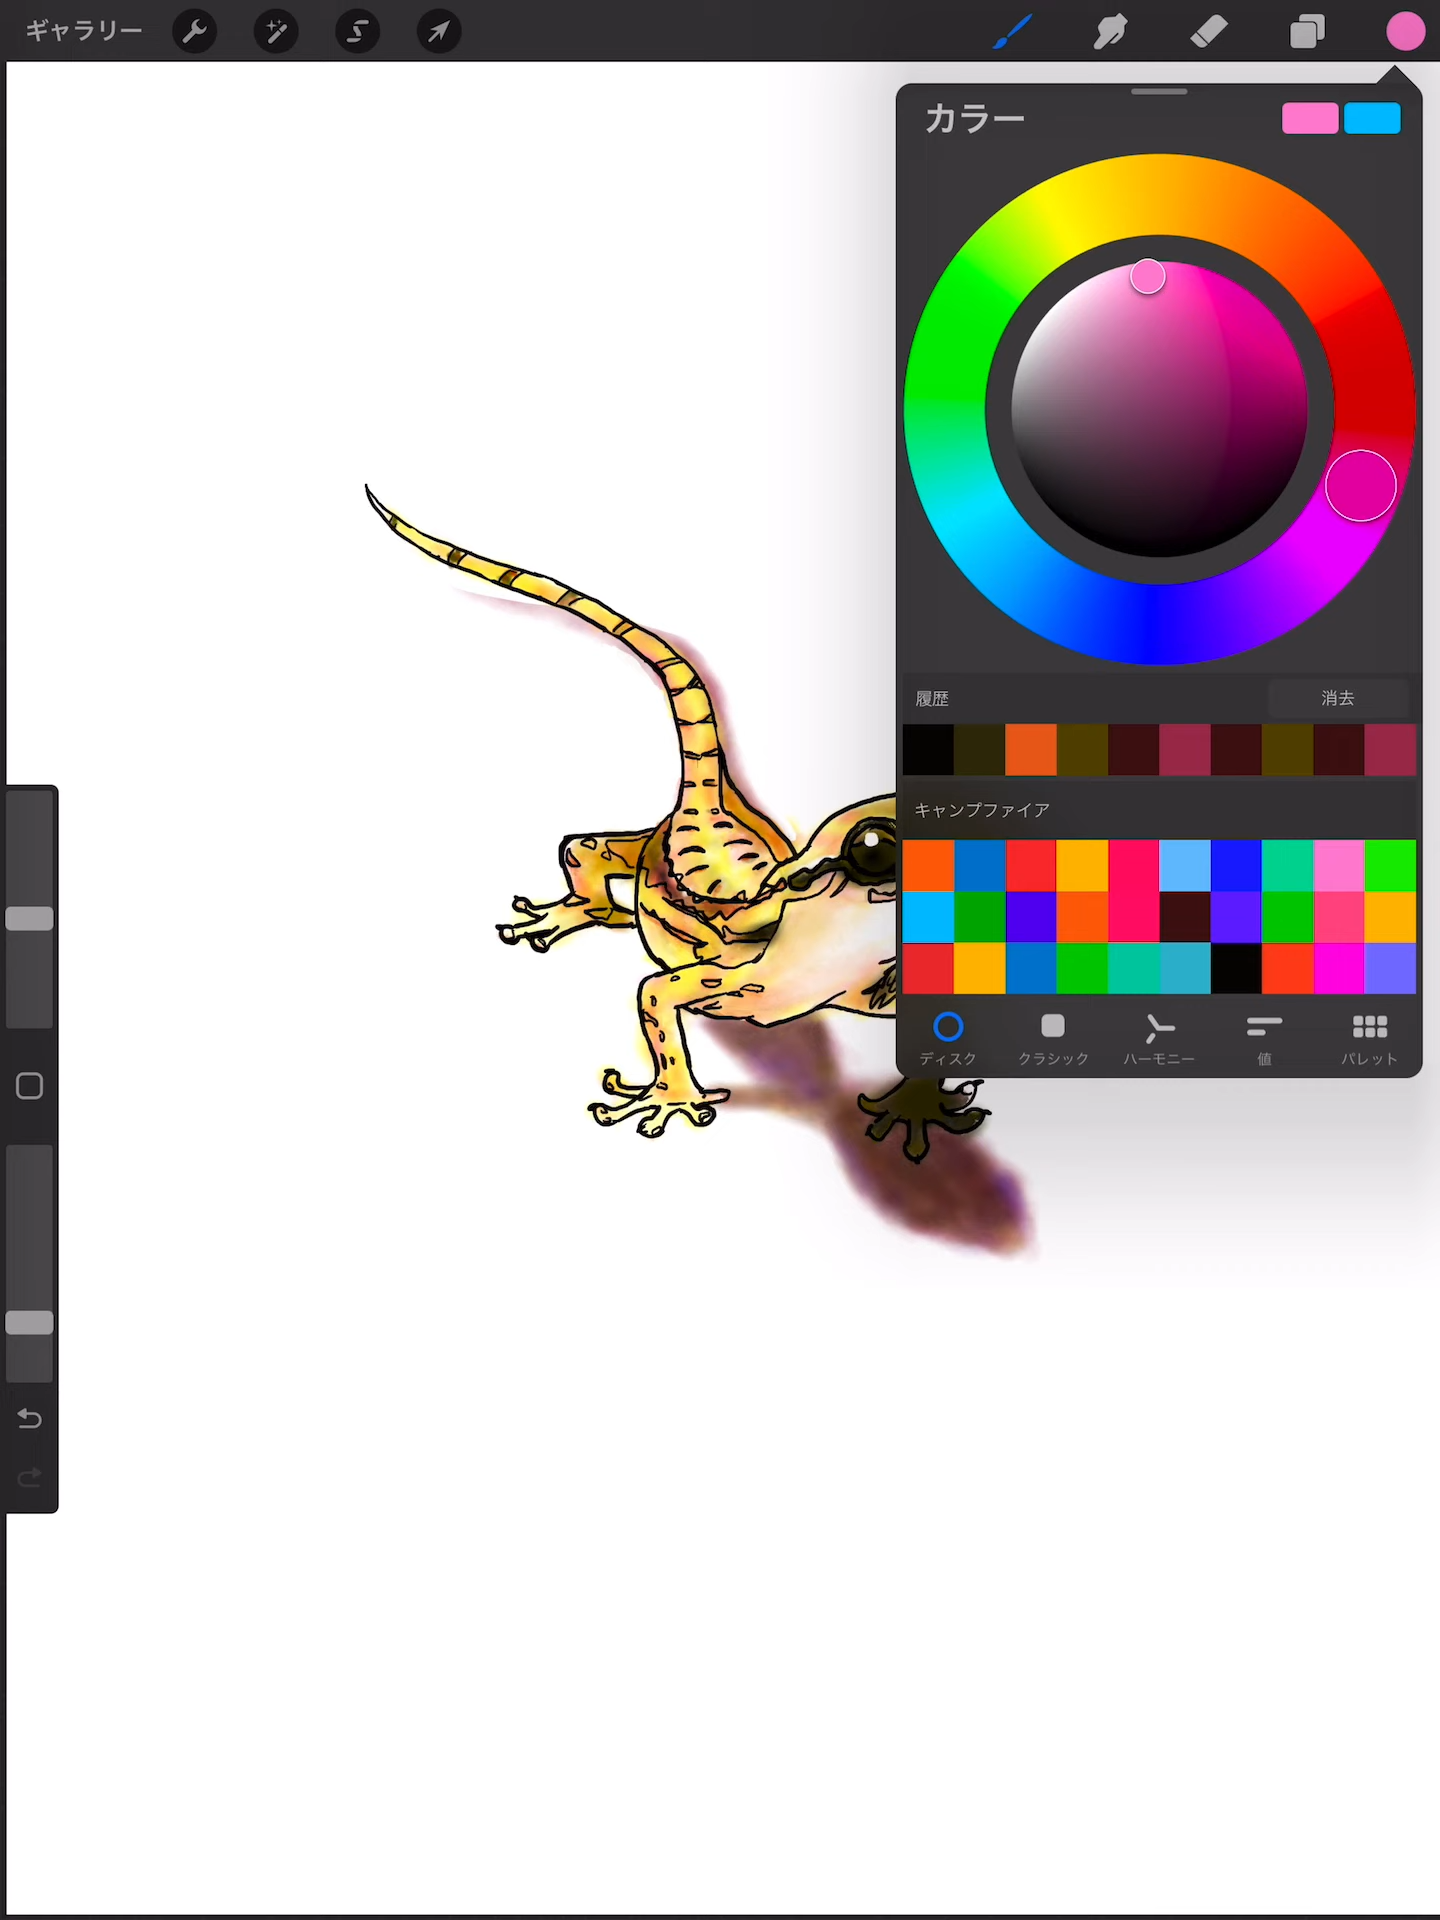 ギャラリー
カラー
履歴
消去
キャンプファイア
ディスク
クラシック
ハーモニー
値
パレット